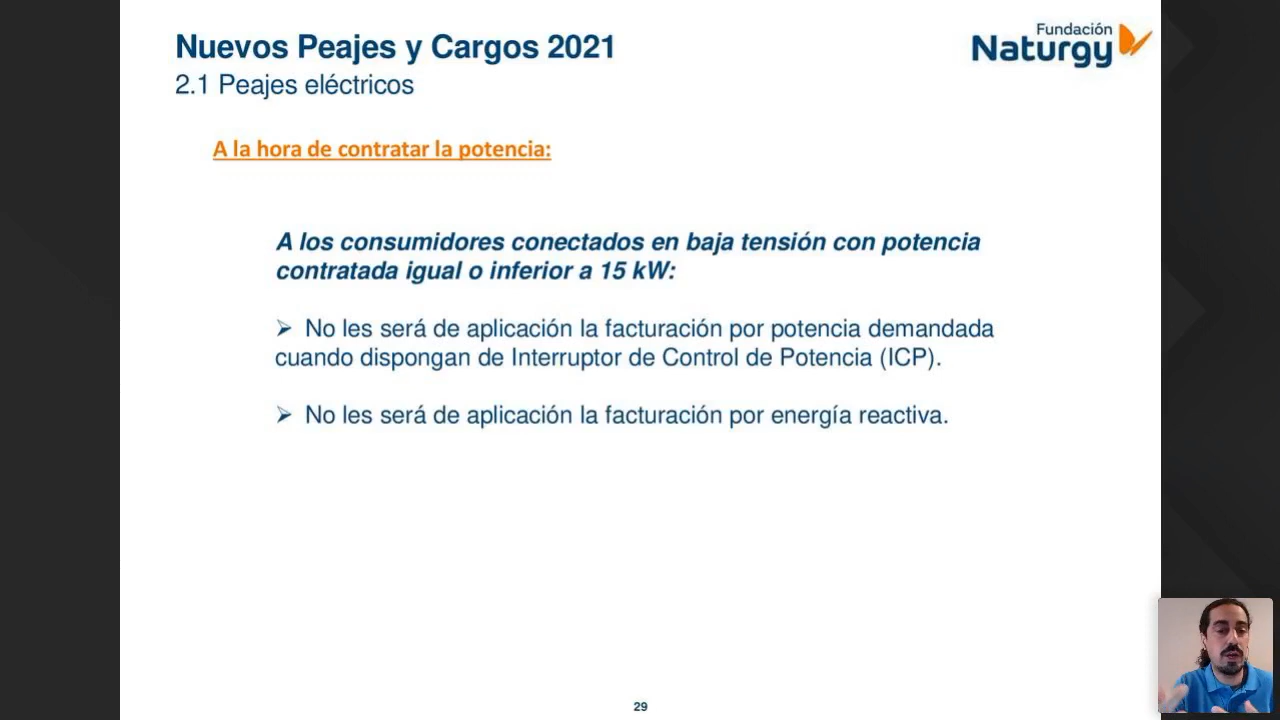 Nuevos Peajes y Cargos 2021
2.1 Peajes eléctricos
Fundación
Naturgy
A la hora de contratar la potencia:
A los consumidores conectados en baja tensión con potencia
contratada igual o inferior a 15 kW:
➢ No les será de aplicación la facturación por potencia demandada
cuando dispongan de Interruptor de Control de Potencia (ICP).
➢ No les será de aplicación la facturación por energía reactiva.
29